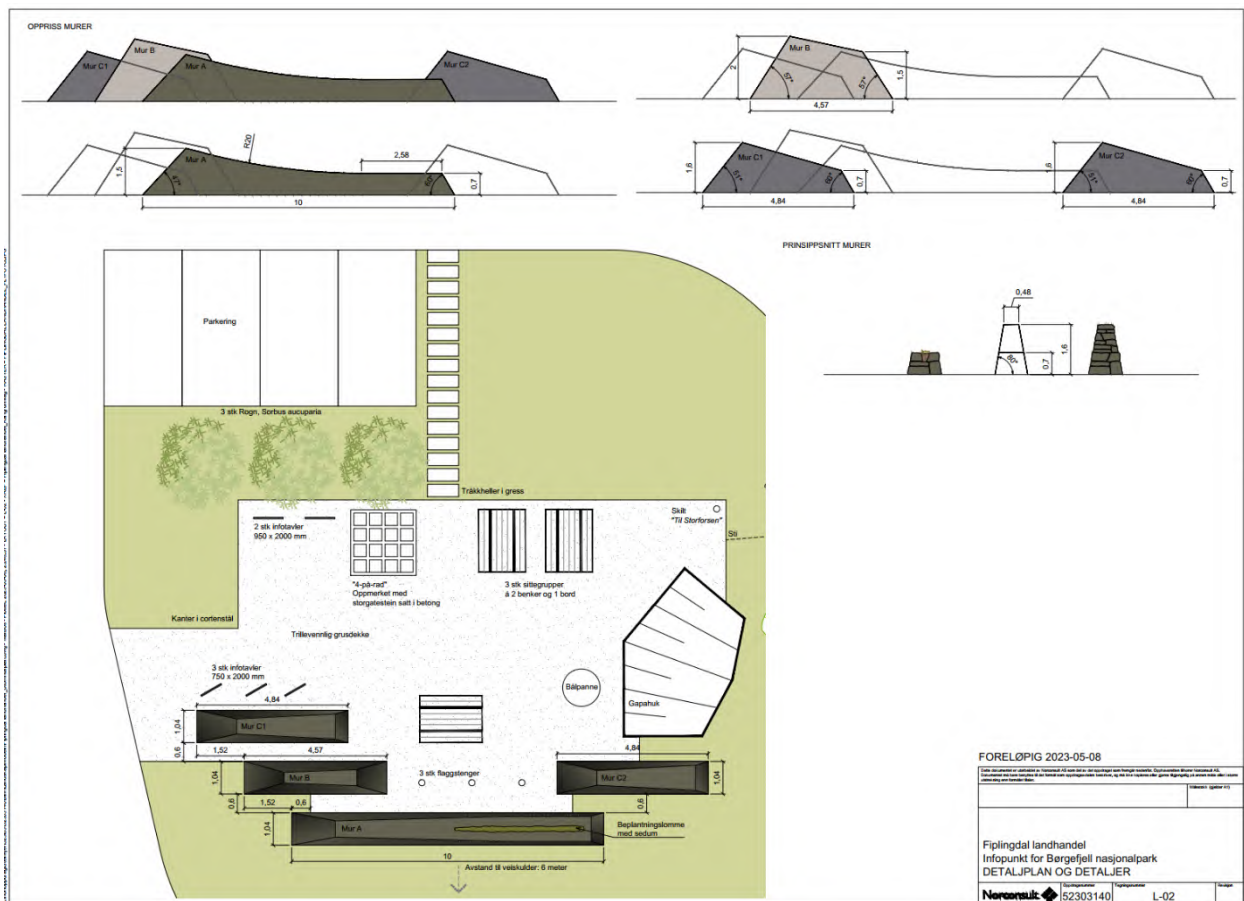 OPPRISS MURER
Mur C1
Mur B
Mur A
Mur C2
Mur B
2
57°
57°
1,5
4,57
Mur A
R20
2,58
1,5
47°
60°
0,7
10
Mur C1
1,6
51°
60°
0,7
4,84
Mur C2
1,6
51°
60°
0,7
4,84
PRINSIPPSNITT MURER
0,48
80°
0,7
1,6
Parkering
3 stk Rogn, Sorbus aucuparia
Tråkkheller i gress
2 stk infotavler
950 x 2000 mm
"4-på-rad"
Oppmerket med
storgatestein satt i betong
3 stk sittegrupper
à 2 benker og 1 bord
Skilt
"Til Storforsen"
Sti
Kanter i cortenstål
Trillevennlig grusdekke
3 stk infotavler
750 x 2000 mm
4,84
Bålpanne
Gapahuk
Mur C1
1,04
0,6
1,52
4,57
4,84
Mur B
1,04
3 stk flaggstenger
Mur C2
1,04
0,6
1,52
0,6
0,6
Mur A
1,04
Beplantningslomme
med sedum
10
Avstand til veiskulder: 6 meter
FORELØPIG 2023-05-08
Fiplingdal landhandel
Infopunkt for Børgefjell nasjonalpark
DETALJPLAN OG DETALJER
Norconsult
Oppdragsnummer
52303140
Tegningsnummer
L-02